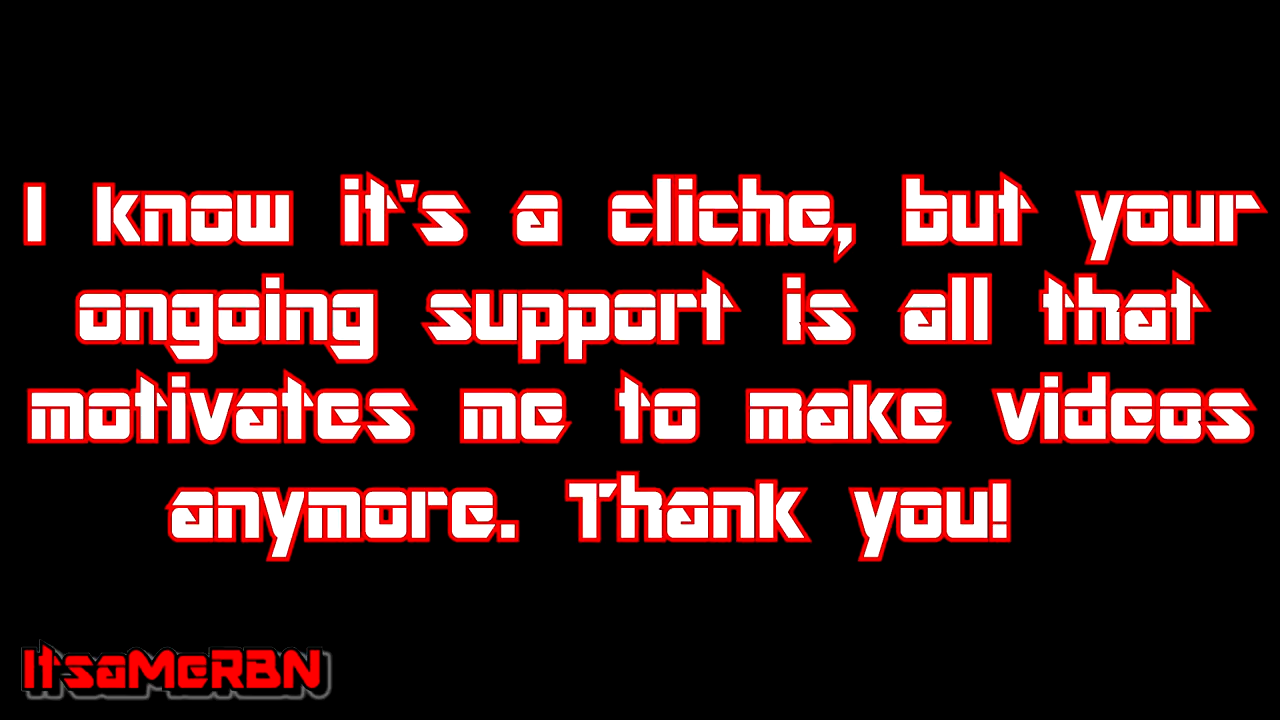 I know it's a cliche, but your
ongoing support is all that
motivates me to make videos
anymore. Thank you!
ItsaMeRBN